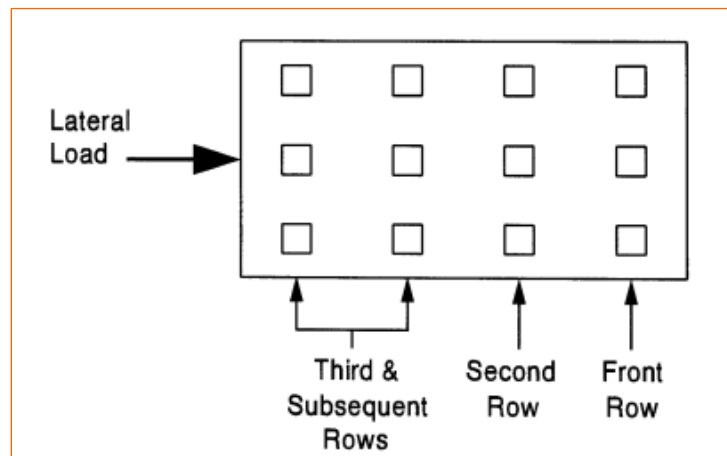 Lateral
Load
Third &
Subsequent
Rows
Second
Row
Front
Row